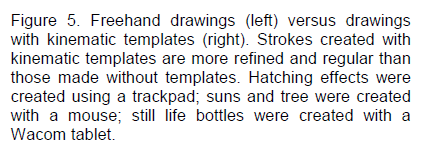 Figure 5. Freehand drawings (left) versus drawings
with kinematic templates (right). Strokes created with
kinematic templates are more refined and regular than
those made without templates. Hatching effects were
created using a trackpad; suns and tree were created
with a mouse; still life bottles were created with a
Wacom tablet.